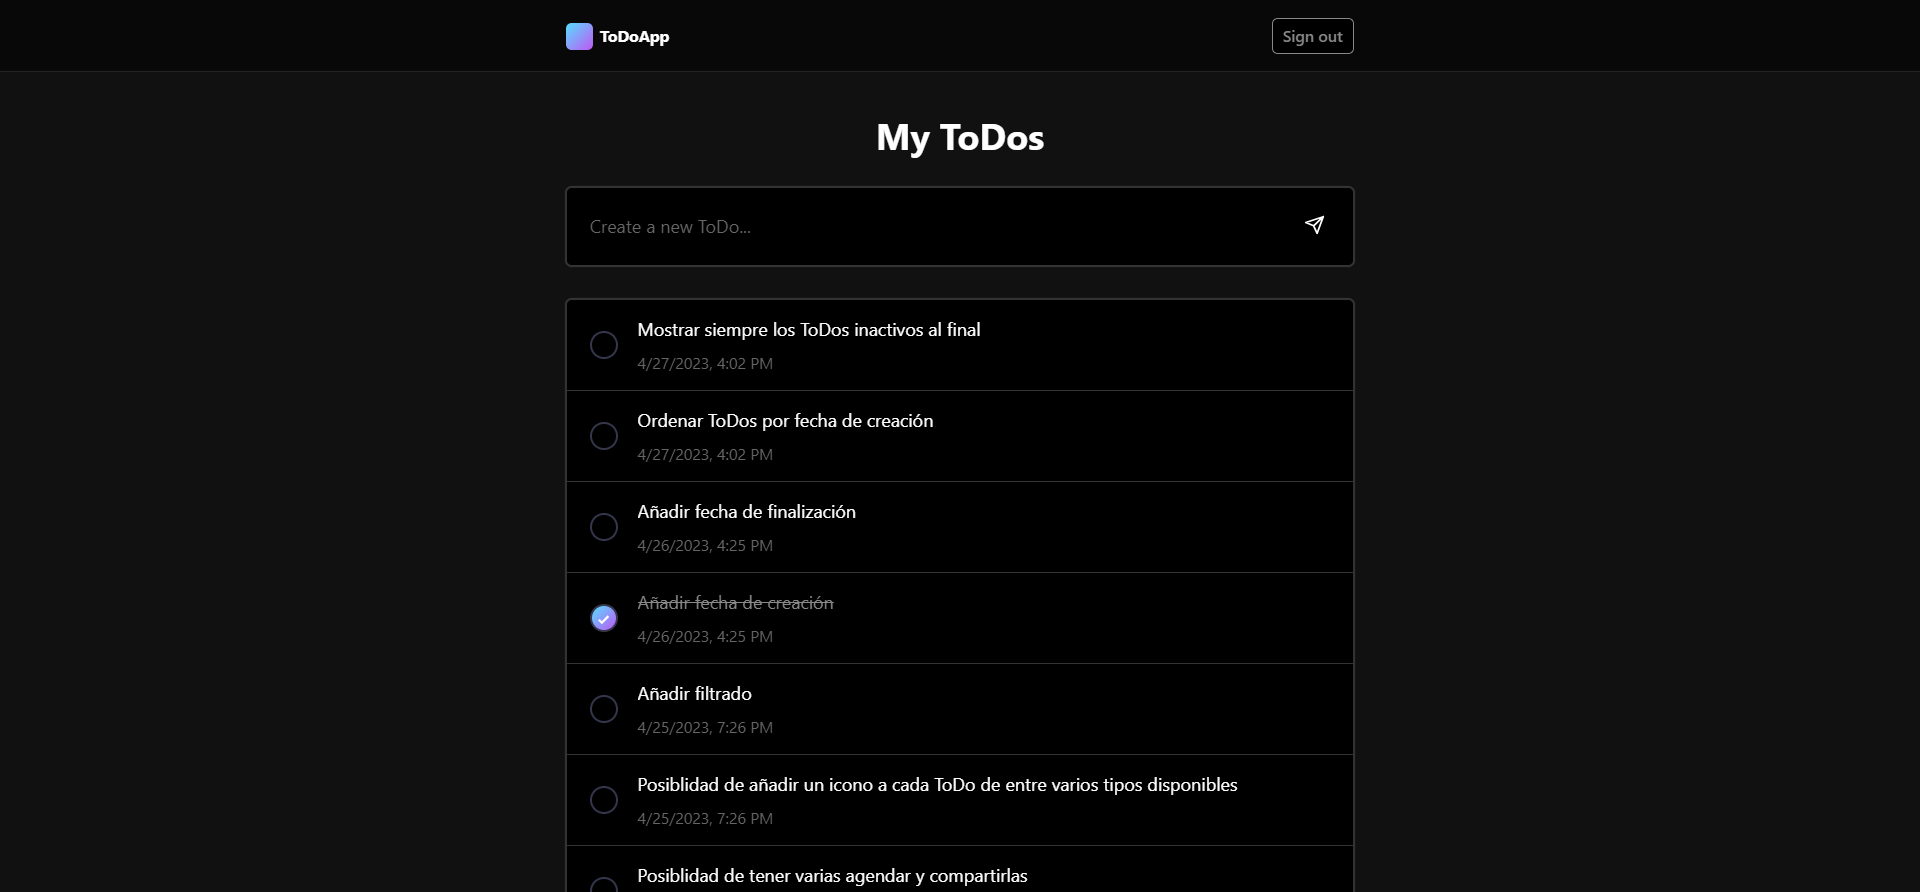 ToDoApp
Sign out
My ToDos
Create a new ToDo...
Mostrar siempre los ToDos inactivos al final
4/27/2023, 4:02 PM
Ordenar ToDos por fecha de creación
4/27/2023, 4:02 PM
Añadir fecha de finalización
4/26/2023, 4:25 PM
Añadir fecha de creación
4/26/2023, 4:25 PM
Añadir filtrado
4/25/2023, 7:26 PM
Posiblidad de añadir un icono a cada ToDo de entre varios tipos disponibles
4/25/2023, 7:26 PM
Posiblidad de tener varias agendar y compartirlas